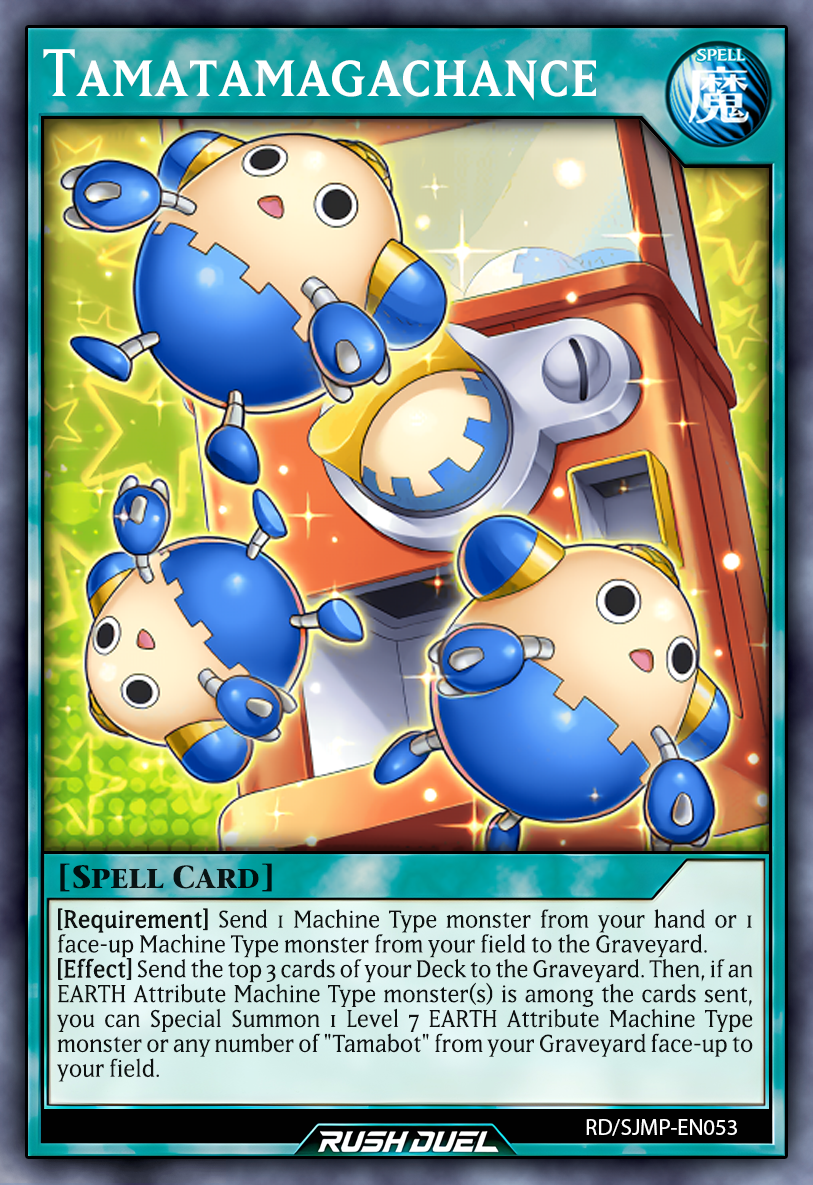 TAMATAMAGACHANCE
SPELL
魔
[SPELL CARD]
[Requirement] Send 1 Machine Type monster from your hand or 1
face-up Machine Type monster from your field to the Graveyard.
[Effect] Send the top 3 cards of your Deck to the Graveyard. Then, if an
EARTH Attribute Machine Type monster(s) is among the cards sent,
you can Special Summon 1 Level 7 EARTH Attribute Machine Type
monster or any number of "Tamabot" from your Graveyard face-up to
your field.
RD/SJMP-EN053
RUSH DUEL